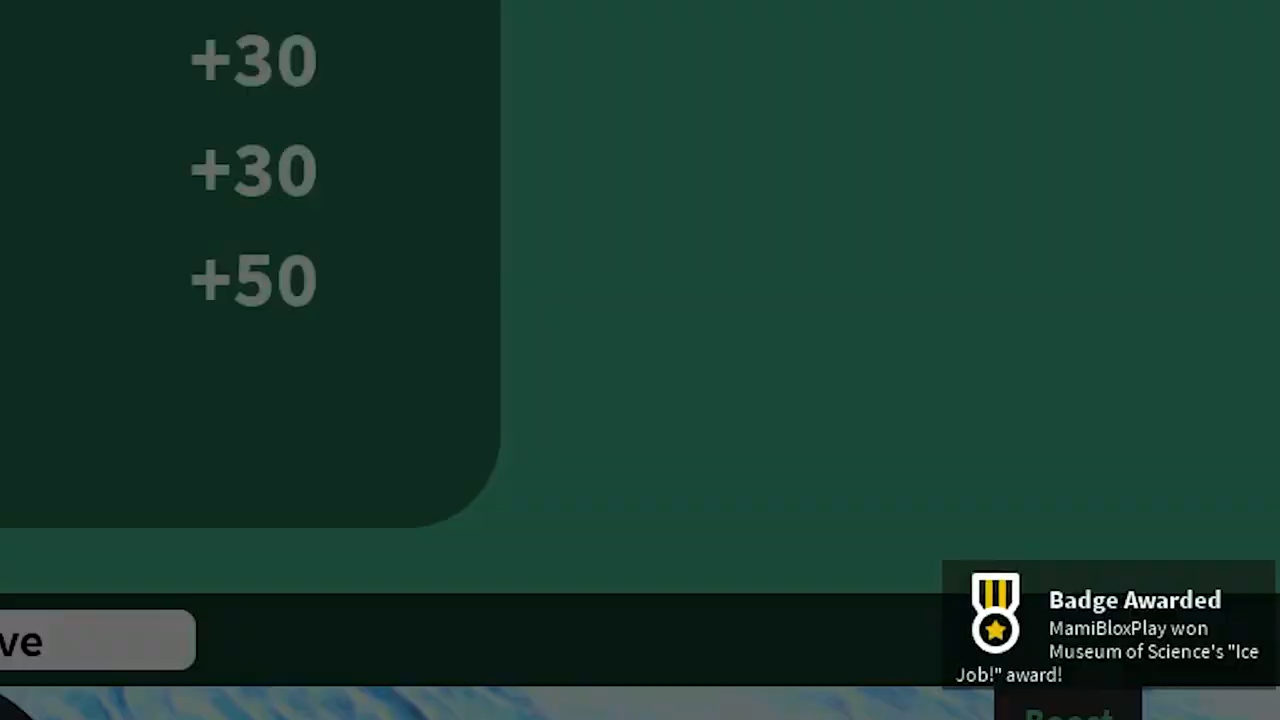 +30
+30
+50
Badge Awarded
MamiBloxPlay won
Museum of Science's "Ice
Job!" award!
ve